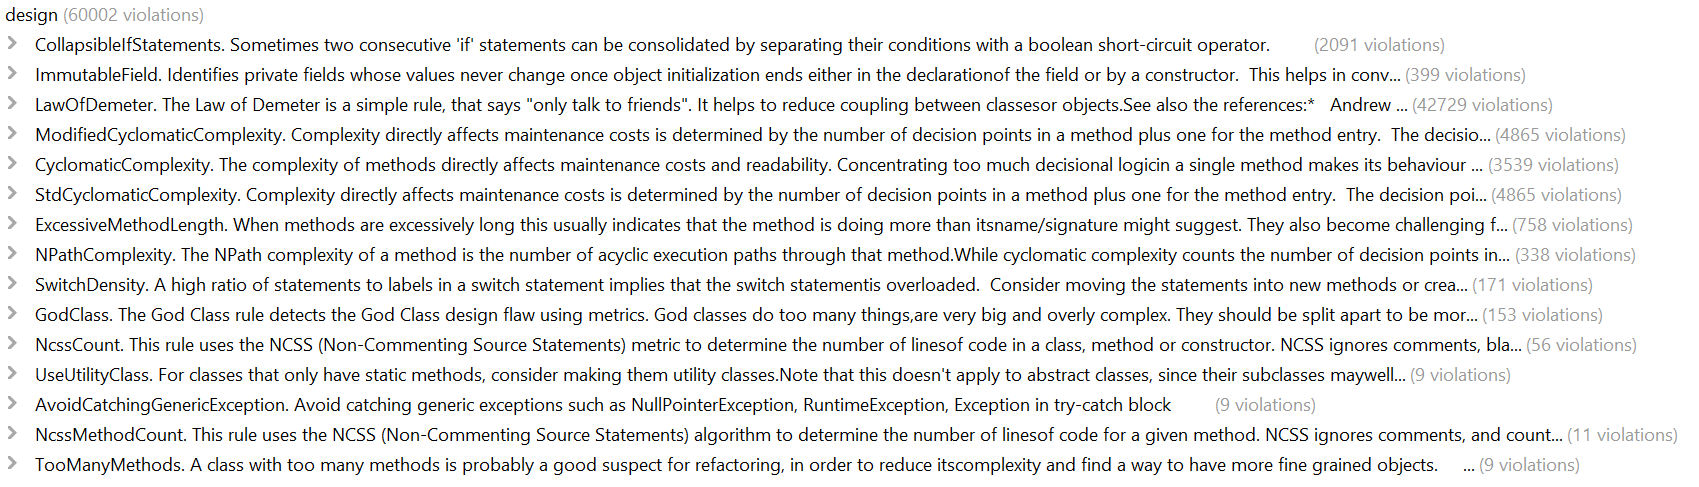 design (60002 violations)
CollapsibleIfStatements. Sometimes two consecutive 'if' statements can be consolidated by separating their conditions with a boolean short-circuit operator. (2091 violations)
ImmutableField. Identifies private fields whose values never change once object initialization ends either in the declarationof the field or by a constructor. This helps in conv... (399 violations)
LawOfDemeter. The Law of Demeter is a simple rule, that says "only talk to friends". It helps to reduce coupling between classesor objects.See also the references:* Andrew ... (42729 violations)
ModifiedCyclomaticComplexity. Complexity directly affects maintenance costs is determined by the number of decision points in a method plus one for the method entry. The decisio... (4865 violations)
CyclomaticComplexity. The complexity of methods directly affects maintenance costs and readability. Concentrating too much decisional logicin a single method makes its behaviour ... (3539 violations)
StdCyclomaticComplexity. Complexity directly affects maintenance costs is determined by the number of decision points in a method plus one for the method entry. The decision poi... (4865 violations)
ExcessiveMethodLength. When methods are excessively long this usually indicates that the method is doing more than itsname/signature might suggest. They also become challenging f... (758 violations)
NPathComplexity. The NPath complexity of a method is the number of acyclic execution paths through that method.While cyclomatic complexity counts the number of decision points in... (338 violations)
SwitchDensity. A high ratio of statements to labels in a switch statement implies that the switch statementis overloaded. Consider moving the statements into new methods or crea... (171 violations)
GodClass. The God Class rule detects the God Class design flaw using metrics. God classes do too many things,are very big and overly complex. They should be split apart to be mor... (153 violations)
NcssCount. This rule uses the NCSS (Non-Commenting Source Statements) metric to determine the number of linesof code in a class, method or constructor. NCSS ignores comments, bla... (56 violations)
UseUtilityClass. For classes that only have static methods, consider making them utility classes.Note that this doesn't apply to abstract classes, since their subclasses maywell... (9 violations)
AvoidCatchingGenericException. Avoid catching generic exceptions such as NullPointerException, RuntimeException, Exception in try-catch block (9 violations)
NcssMethodCount. This rule uses the NCSS (Non-Commenting Source Statements) algorithm to determine the number of linesof code for a given method. NCSS ignores comments, and count... (11 violations)
TooManyMethods. A class with too many methods is probably a good suspect for refactoring, in order to reduce itscomplexity and find a way to have more fine grained objects. ... (9 violations)